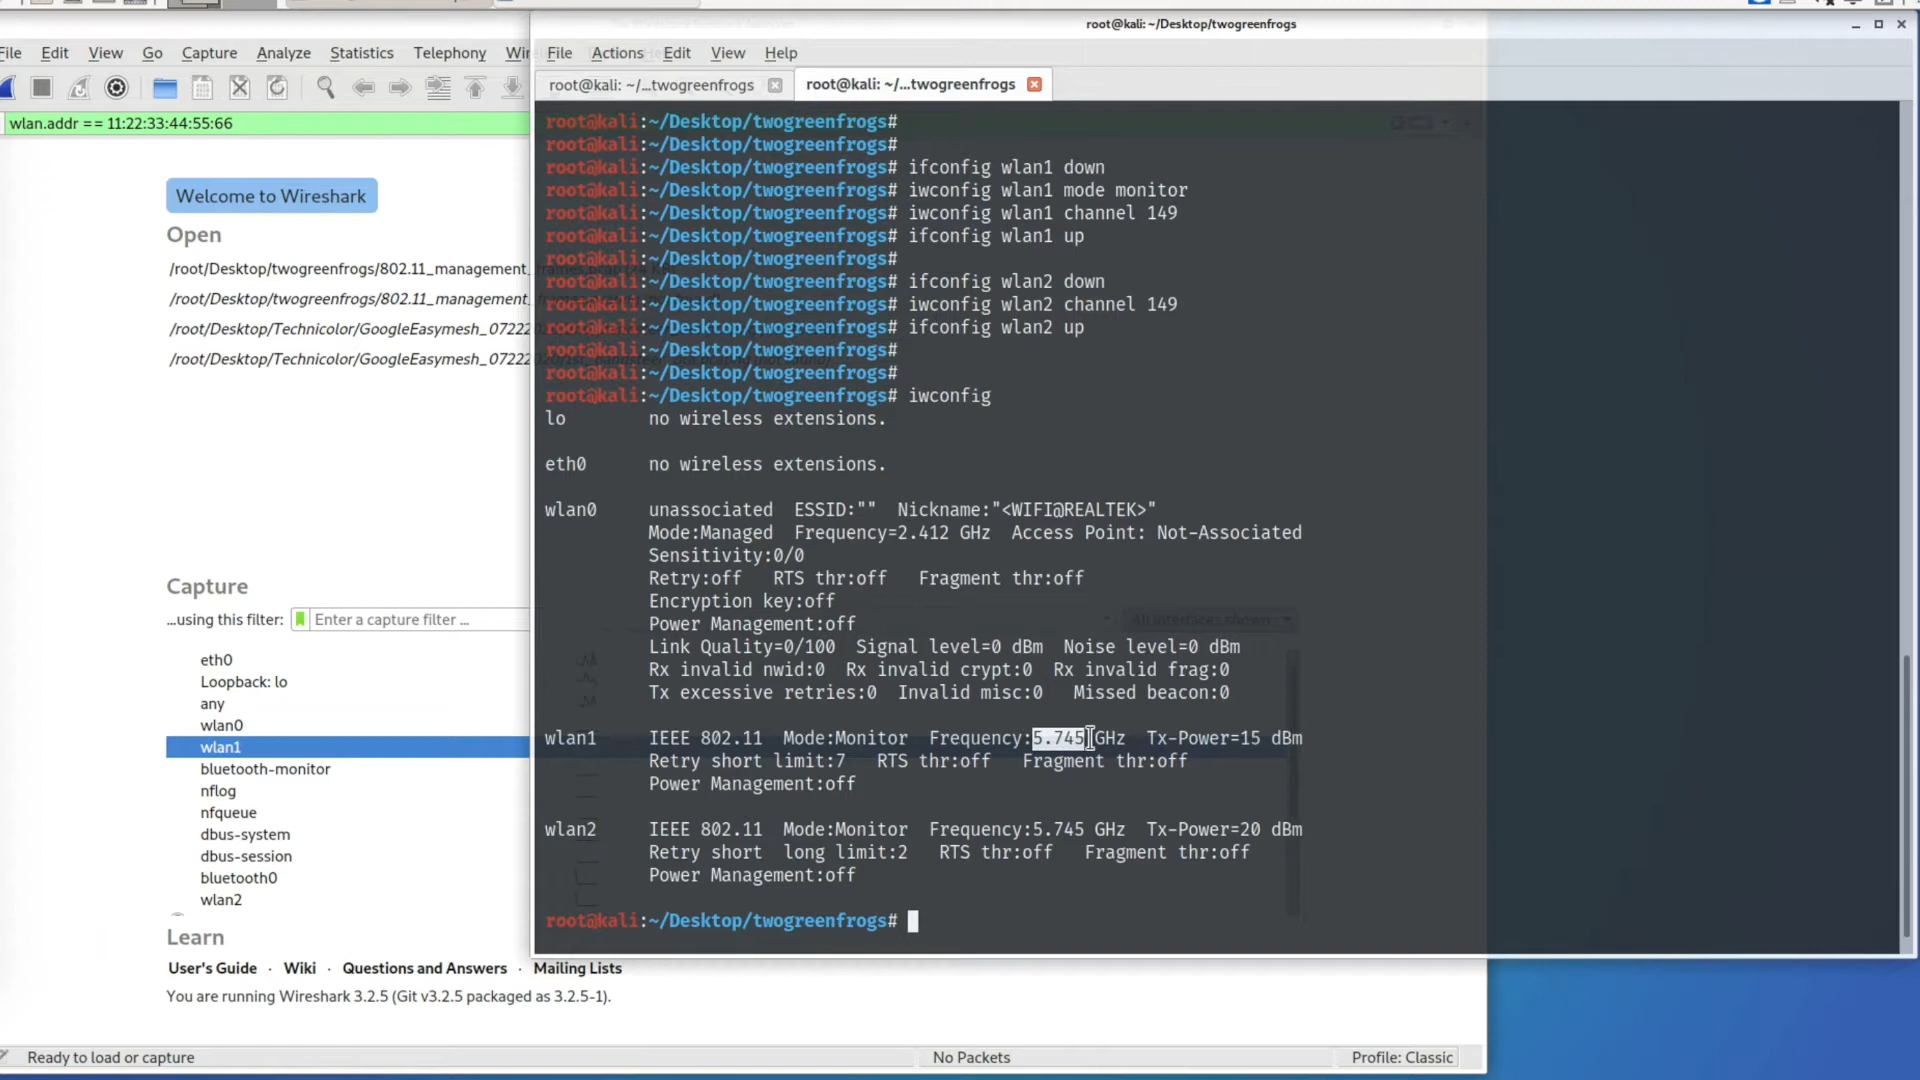 root@kali: ~/Desktop/twogreenfrogs
File Edit View Go Capture Analyze Statistics Telephony
wlan.addr == 11:22:33:44:55:66
Welcome to Wireshark
Open
/root/Desktop/twogreenfrogs/802.11_management_
/root/Desktop/twogreenfrogs/802.11_management_
/root/Desktop/Technicolor/GoogleEasymesh_0722
/root/Desktop/Technicolor/GoogleEasymesh_0722
Capture
...using this filter: Enter a capture filter ...
eth0
Loopback: lo
any
wlan0
wlan1
bluetooth-monitor
nflog
nfqueue
dbus-system
dbus-session
bluetooth0
wlan2
Learn
User's Guide · Wiki · Questions and Answers · Mailing Lists
You are running Wireshark 3.2.5 (Git v3.2.5 packaged as 3.2.5-1).
Ready to load or capture No Packets Profile: Classic
File Actions Edit View Help
root@kali: ~/...twogreenfrogs root@kali: ~/...twogreenfrogs
root@kali:~/Desktop/twogreenfrogs#
root@kali:~/Desktop/twogreenfrogs#
root@kali:~/Desktop/twogreenfrogs# ifconfig wlan1 down
root@kali:~/Desktop/twogreenfrogs# iwconfig wlan1 mode monitor
root@kali:~/Desktop/twogreenfrogs# iwconfig wlan1 channel 149
root@kali:~/Desktop/twogreenfrogs# ifconfig wlan1 up
root@kali:~/Desktop/twogreenfrogs#
root@kali:~/Desktop/twogreenfrogs# ifconfig wlan2 down
root@kali:~/Desktop/twogreenfrogs# iwconfig wlan2 channel 149
root@kali:~/Desktop/twogreenfrogs# ifconfig wlan2 up
root@kali:~/Desktop/twogreenfrogs#
root@kali:~/Desktop/twogreenfrogs#
root@kali:~/Desktop/twogreenfrogs# iwconfig
lo no wireless extensions.
eth0 no wireless extensions.
wlan0 unassociated ESSID:"" Nickname:"<WIFI@REALTEK>"
Mode:Managed Frequency=2.412 GHz Access Point: Not-Associated
Sensitivity:0/0
Retry:off RTS thr:off Fragment thr:off
Encryption key:off
Power Management:off
Link Quality=0/100 Signal level=0 dBm Noise level=0 dBm
Rx invalid nwid:0 Rx invalid crypt:0 Rx invalid frag:0
Tx excessive retries:0 Invalid misc:0 Missed beacon:0
All interfaces shown
wlan1 IEEE 802.11 Mode:Monitor Frequency:5.745 GHz Tx-Power=15 dBm
Retry short limit:7 RTS thr:off Fragment thr:off
Power Management:off
wlan2 IEEE 802.11 Mode:Monitor Frequency:5.745 GHz Tx-Power=20 dBm
Retry short long limit:2 RTS thr:off Fragment thr:off
Power Management:off
root@kali:~/Desktop/twogreenfrogs#